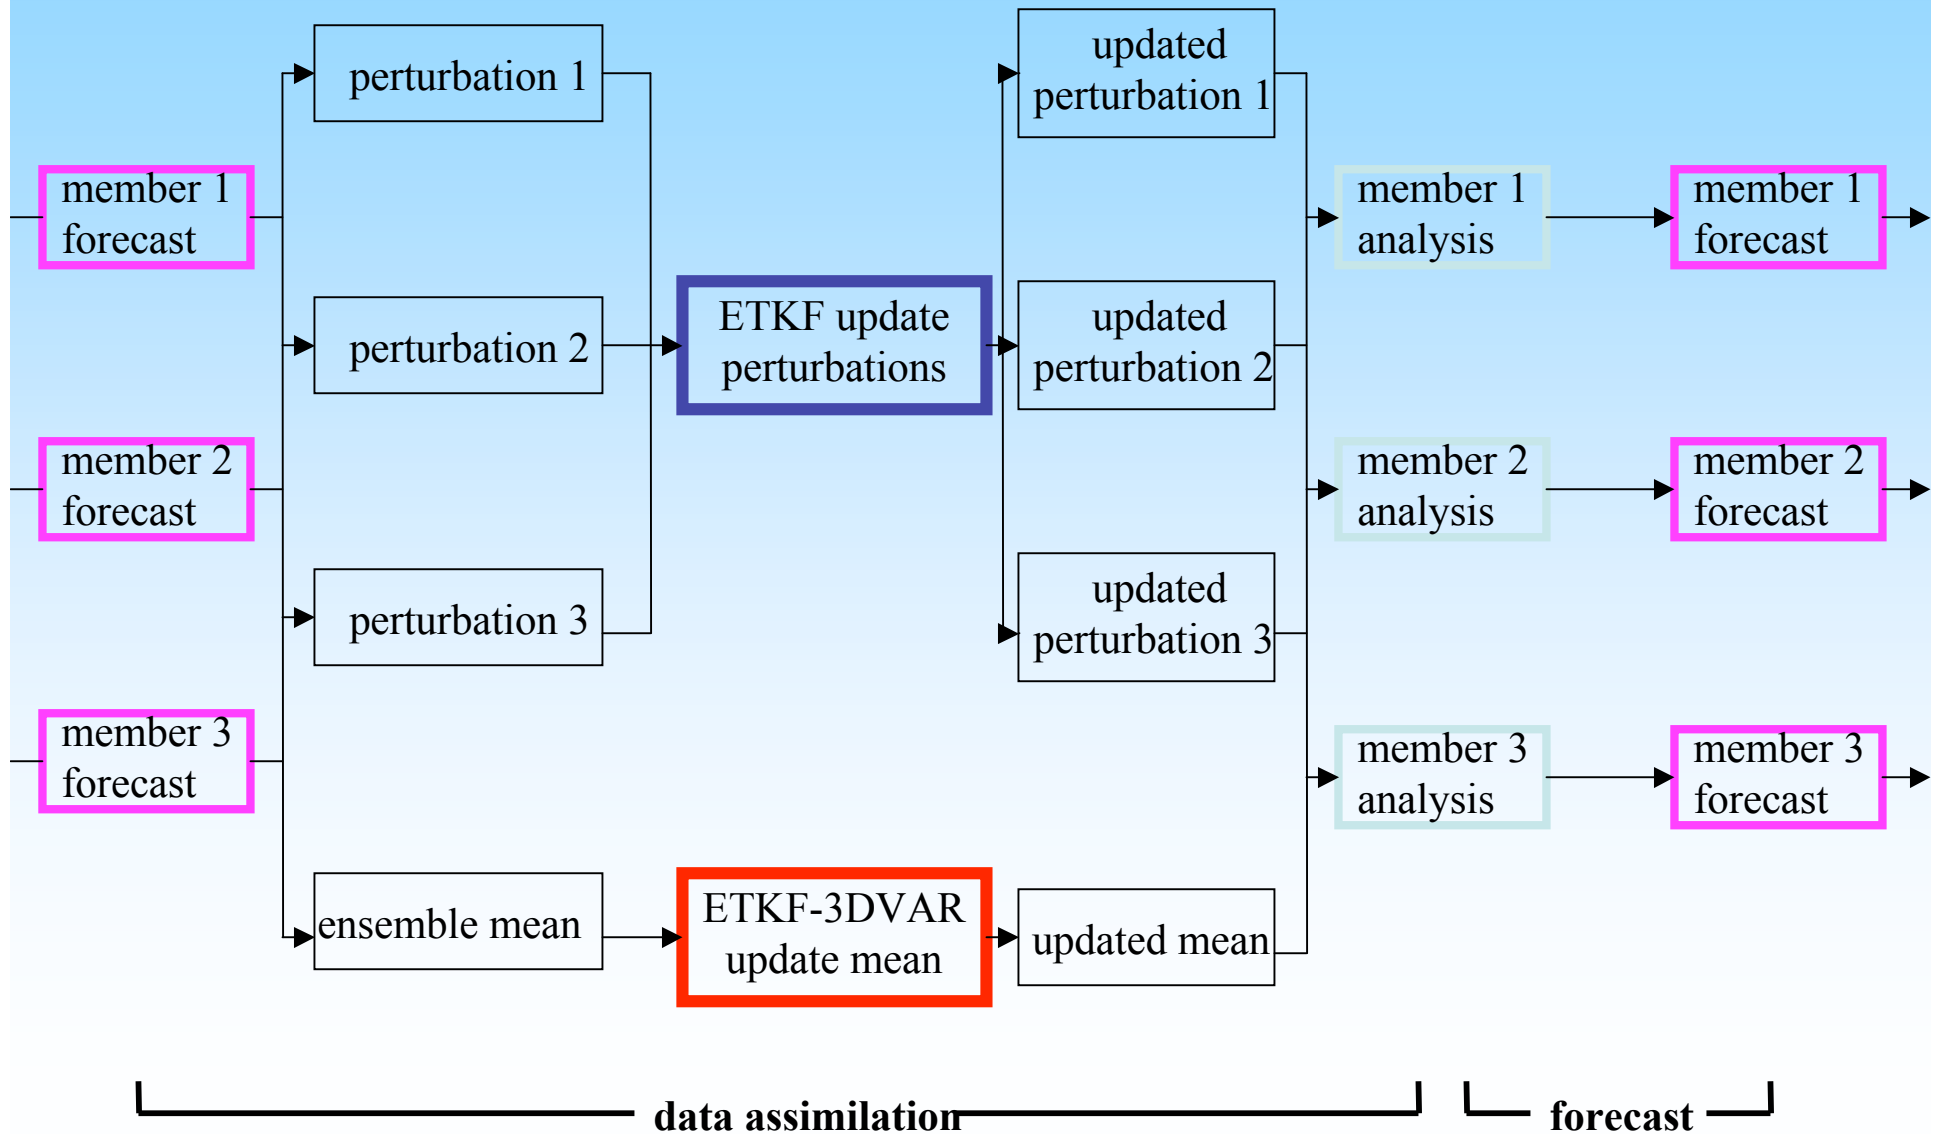 member 1
forecast
member 2
forecast
member 3
forecast
perturbation 1
perturbation 2
perturbation 3
ensemble mean
ETKF update
perturbations
ETKF-3DVAR
update mean
updated
perturbation 1
updated
perturbation 2
updated
perturbation 3
updated mean
member 1
analysis
member 2
analysis
member 3
analysis
member 1
forecast
member 2
forecast
member 3
forecast
data assimilation
forecast